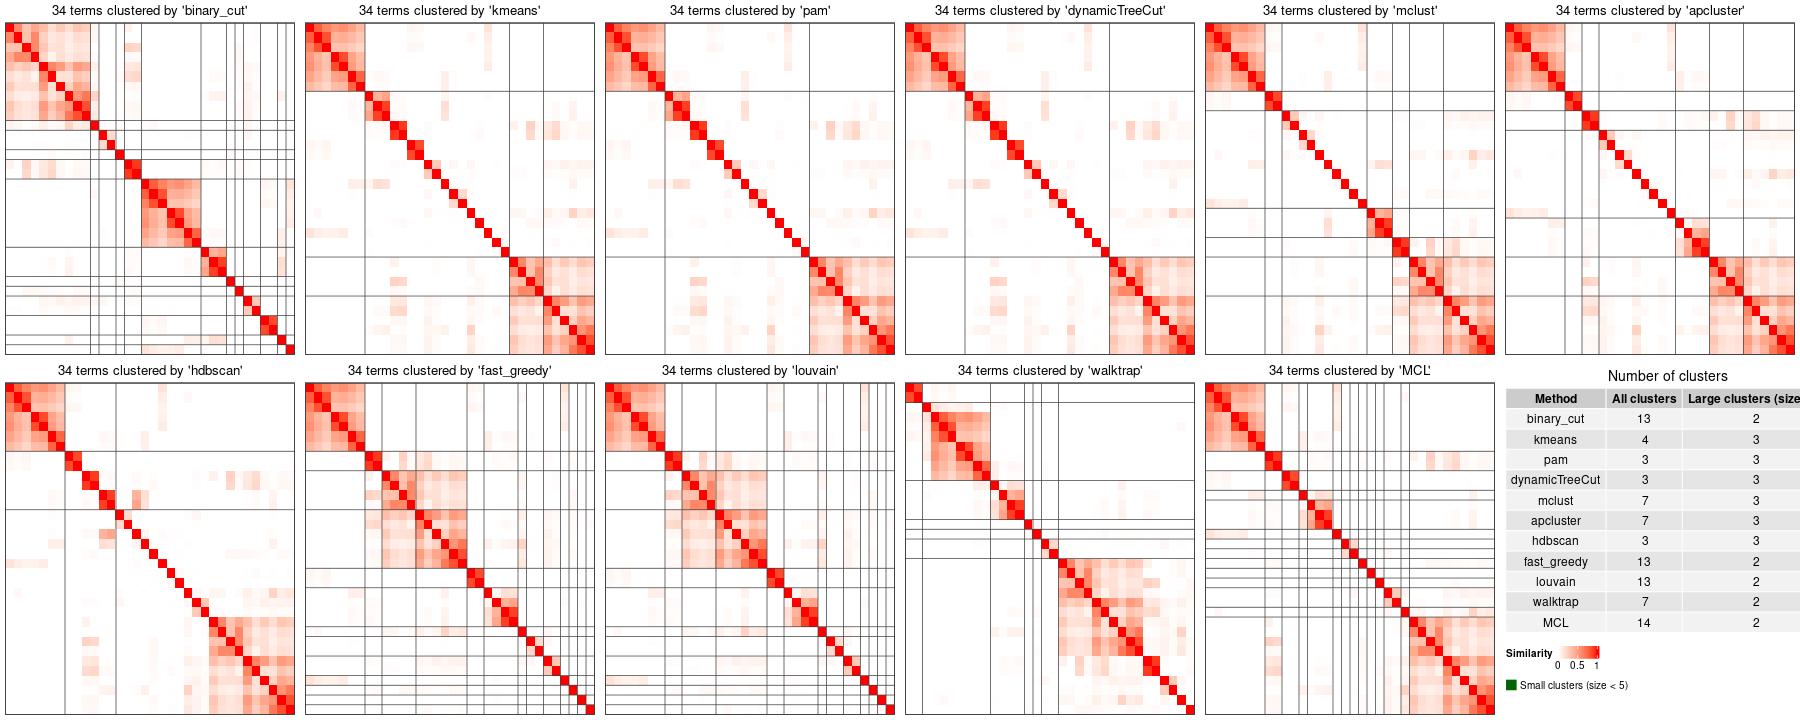 34 terms clustered by 'binary_cut'
34 terms clustered by 'kmeans'
34 terms clustered by 'pam'
34 terms clustered by 'dynamicTreeCut'
34 terms clustered by 'mclust'
34 terms clustered by 'apcluster'
34 terms clustered by 'hdbscan'
34 terms clustered by 'fast_greedy'
34 terms clustered by 'louvain'
34 terms clustered by 'walktrap'
34 terms clustered by 'MCL'
Number of clusters
Method All clusters Large clusters (size
binary_cut 13 2
kmeans 4 3
pam 3 3
dynamicTreeCut 3 3
mclust 7 3
apcluster 7 3
hdbscan 3 3
fast_greedy 13 2
louvain 13 2
walktrap 7 2
MCL 14 2
Similarity
0 0.5 1
Small clusters (size < 5)